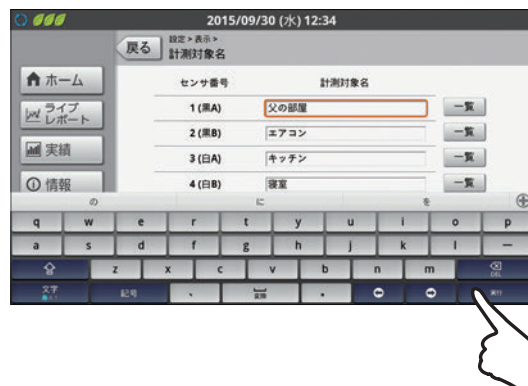 2015/09/30 (水) 12:34
戻る
設定 > 表示 >
計測対象名
ホーム
ライブ
レポート
実績
情報
センサ番号 計測対象名
1 (黒A) 父の部屋 一覧
2 (黒B) エアコン 一覧
3 (白A) キッチン 一覧
4 (白B) 寝室 一覧
の に を
q w e r t y u i o p
a s d f g h j k l ー
z x c v b n m DEL
文字 記号 、 変換 . 実行